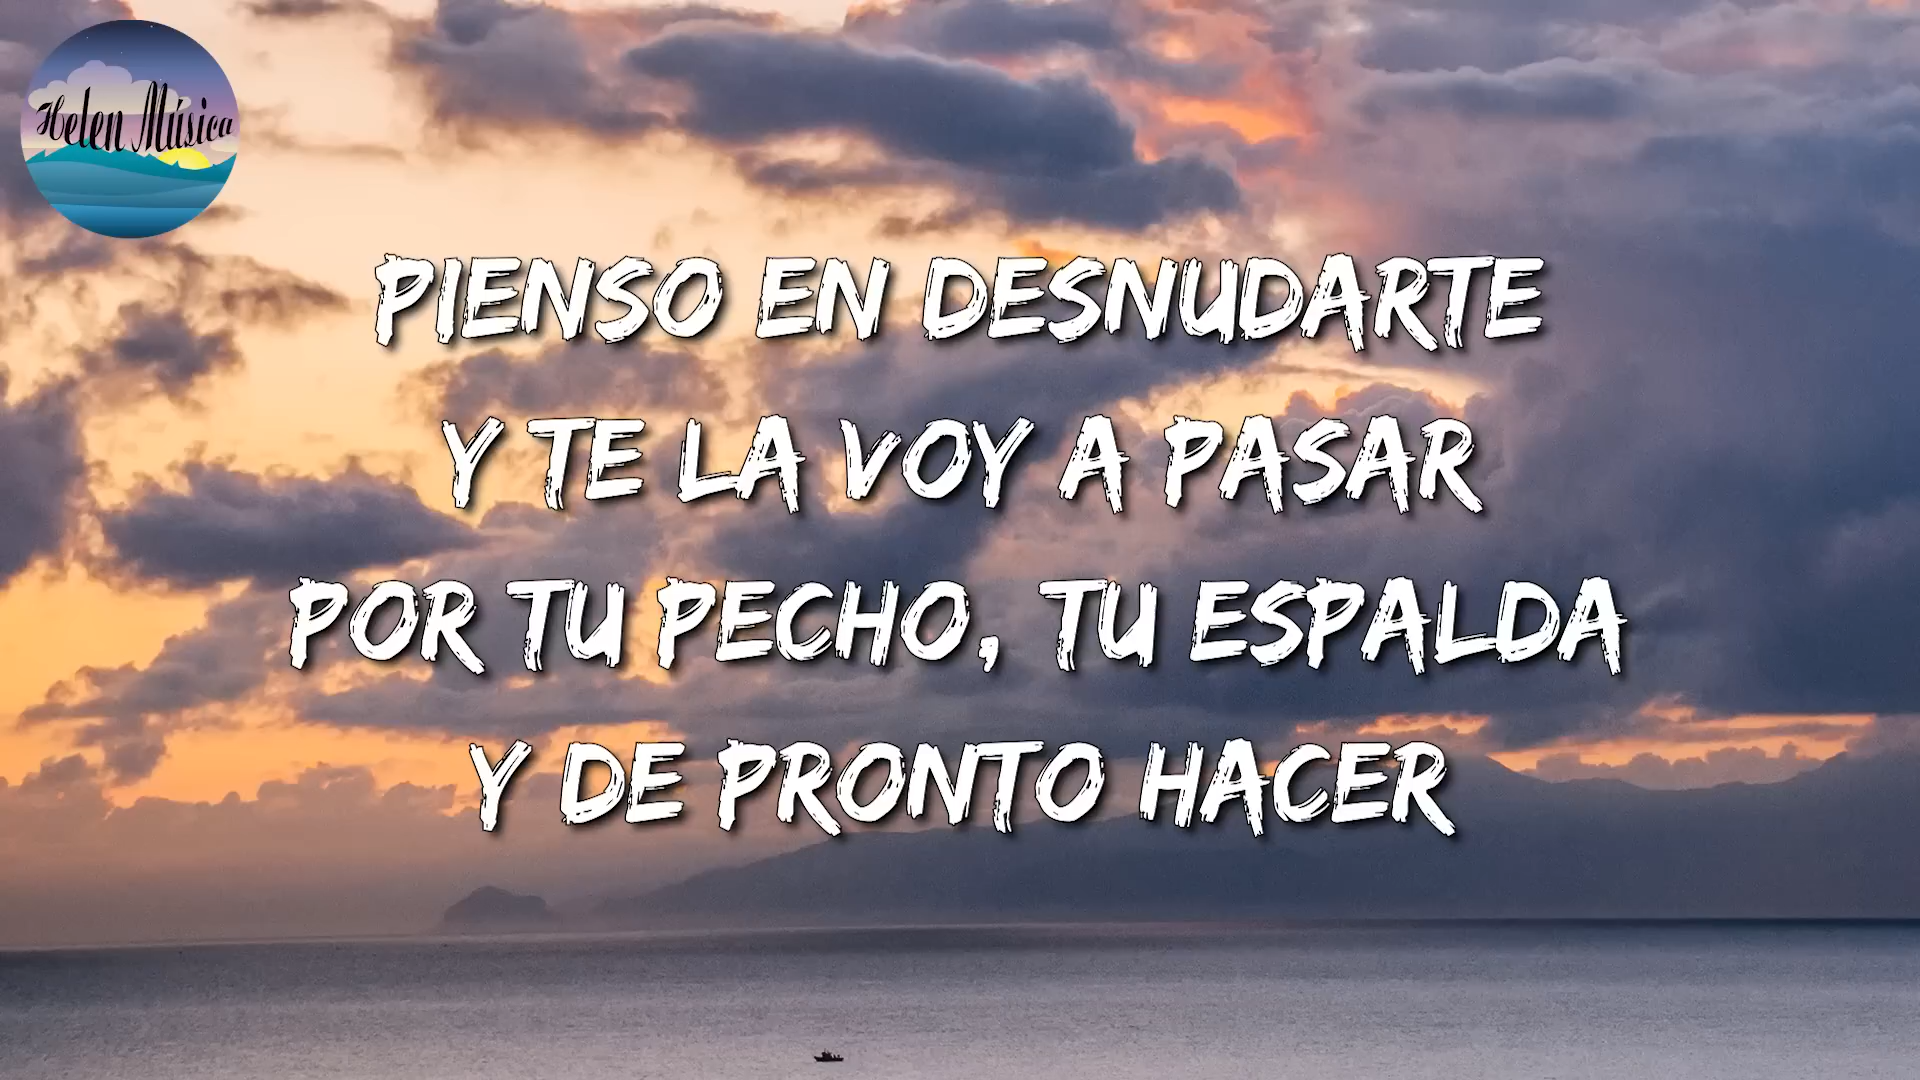 Helen Música
PIENSO EN DESNUDARTE
Y TE LA VOY A PASAR
POR TU PECHO, TU ESPALDA
Y DE PRONTO HACER